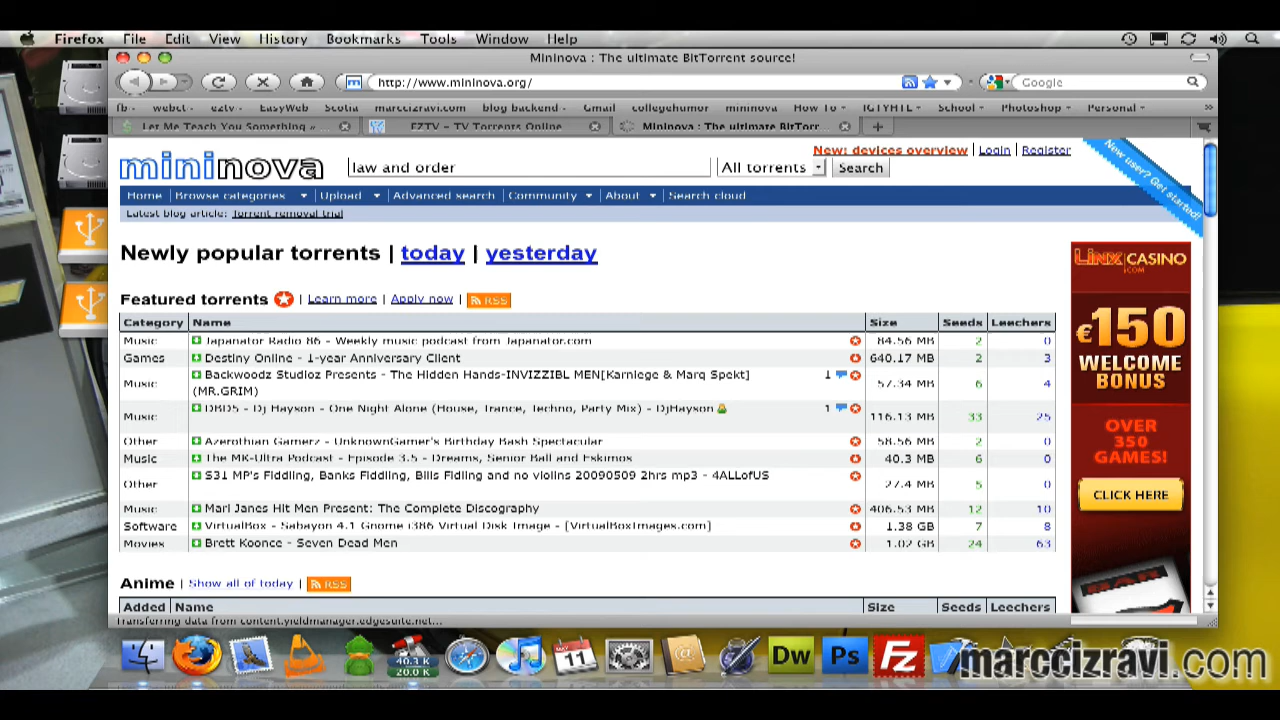 Firefox File Edit View History Bookmarks Tools Window Help
Mininova : The ultimate BitTorrent source!
http://www.mininova.org/
Google
fb webct eztv EasyWeb Scotia marccizravi.com blog backend Gmail collegehumor mininova How To IGTYHTL School Photoshop Personal
Let Me Teach You Something «...
EZTV - TV Torrents Online
Mininova : The ultimate BitTorr...
New: devices overview | Login | Register
mininova
law and order
All torrents
Search
New user? Get started!
Home Browse categories Upload Advanced search Community About Search cloud
Latest blog article: Torrent removal trial
Newly popular torrents | today | yesterday
Featured torrents | Learn more | Apply now | RSS
Category Name Size Seeds Leechers
Music Japanator Radio 86 - Weekly music podcast from Japanator.com 84.56 MB 2 0
Games Destiny Online - 1-year Anniversary Client 640.17 MB 2 3
Music Backwoodz Studioz Presents - The Hidden Hands-INVIZZIBL MEN[Karniege & Marq Spekt] 1 57.34 MB 6 4
(MR.GRIM)
Music DBD5 - Dj Hayson - One Night Alone (House, Trance, Techno, Party Mix) - DjHayson 1 116.13 MB 33 25
Other Azerothian Gamerz - UnknownGamer's Birthday Bash Spectacular 58.56 MB 2 0
Music The MK-Ultra Podcast - Episode 3.5 - Dreams, Senior Ball and Eskimos 40.3 MB 6 0
Other S31 MP's Fiddling, Banks Fiddling, Bills Fidling and no violins 20090509 2hrs mp3 - 4ALLofUS 27.4 MB 5 0
Music Marl Janes Hit Men Present: The Complete Discography 406.53 MB 12 10
Software VirtualBox - Sabayon 4.1 Gnome i386 Virtual Disk Image - [VirtualBoxImages.com] 1.38 GB 7 8
Movies Brett Koonce - Seven Dead Men 1.02 GB 24 63
Anime | Show all of today | RSS
Added Name Size Seeds Leechers
LINX CASINO
.COM
€150
WELCOME
BONUS
OVER
350
GAMES!
CLICK HERE
Transferring data from content.yieldmanager.edgesuite.net...
40.3 K
20.0 K
11
Dw
Ps
Fz
marccizravi.com